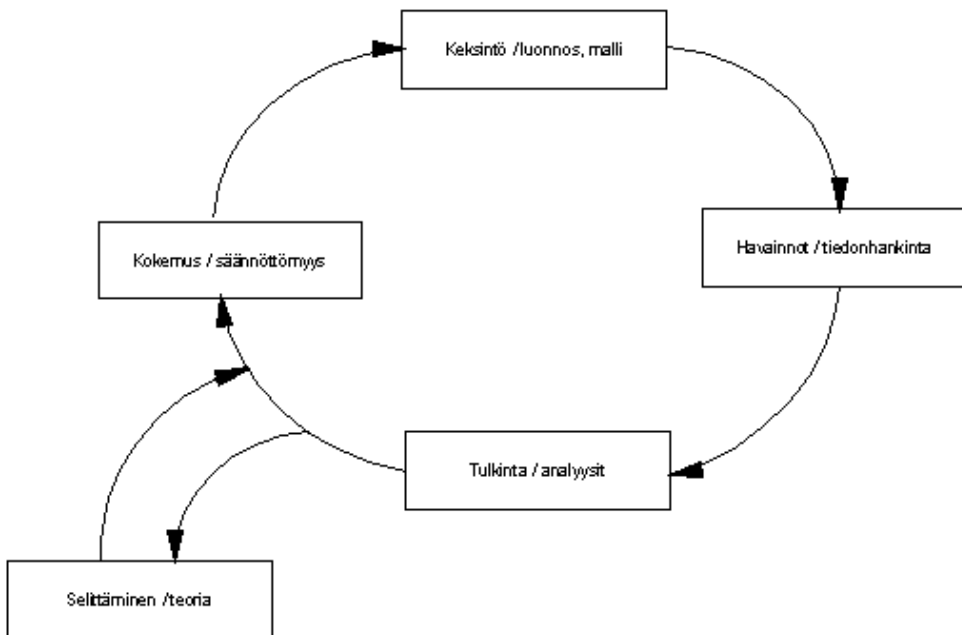 Keksintö / luonnos, malli
Havainnot / tiedonhankinta
Kokemus / säännöttömyys
Tulkinta / analyysit
Selittäminen / teoria